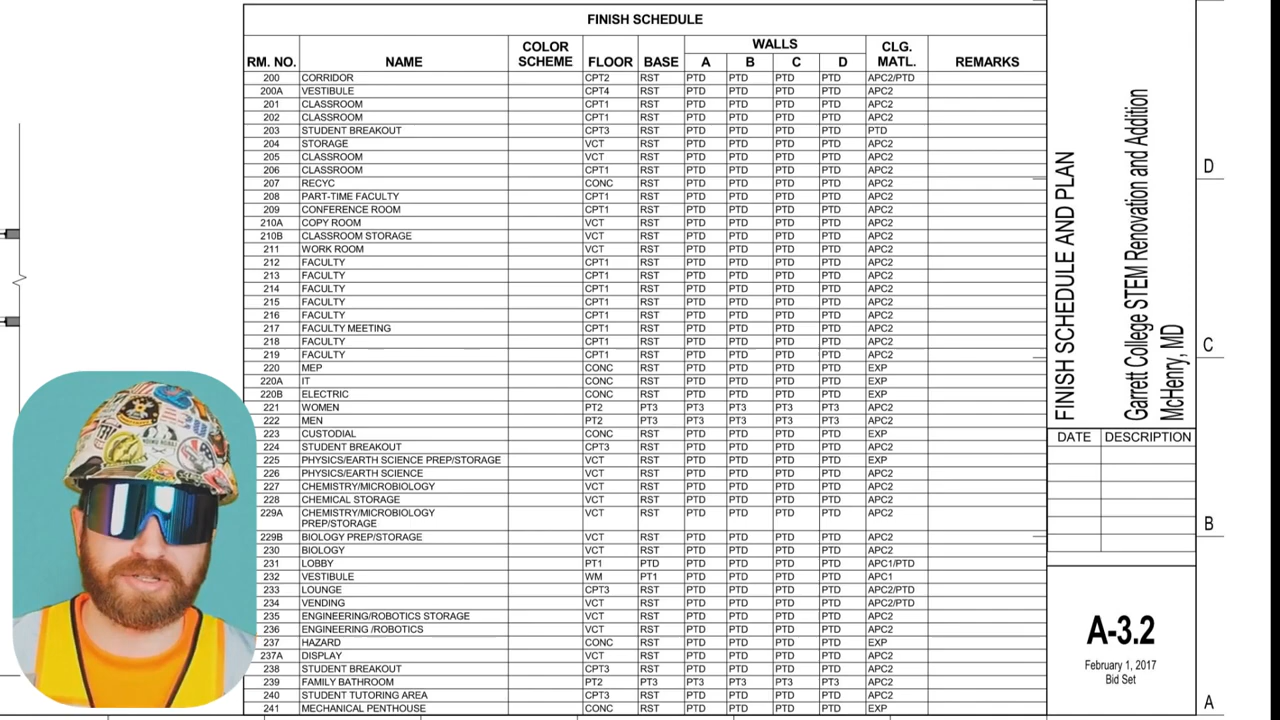 FINISH SCHEDULE
RM. NO. NAME COLOR SCHEME FLOOR BASE WALLS A B C D CLG. MATL. REMARKS
200 CORRIDOR CPT2 RST PTD PTD PTD PTD APC2/PTD
200A VESTIBULE CPT4 RST PTD PTD PTD PTD APC2
201 CLASSROOM CPT1 RST PTD PTD PTD PTD APC2
202 CLASSROOM CPT1 RST PTD PTD PTD PTD APC2
203 STUDENT BREAKOUT CPT3 RST PTD PTD PTD PTD PTD
204 STORAGE VCT RST PTD PTD PTD PTD APC2
205 CLASSROOM VCT RST PTD PTD PTD PTD APC2
206 CLASSROOM CPT1 RST PTD PTD PTD PTD APC2
207 RECYC CONC RST PTD PTD PTD PTD APC2
208 PART-TIME FACULTY CPT1 RST PTD PTD PTD PTD APC2
209 CONFERENCE ROOM CPT1 RST PTD PTD PTD PTD APC2
210A COPY ROOM VCT RST PTD PTD PTD PTD APC2
210B CLASSROOM STORAGE VCT RST PTD PTD PTD PTD APC2
211 WORK ROOM VCT RST PTD PTD PTD PTD APC2
212 FACULTY CPT1 RST PTD PTD PTD PTD APC2
213 FACULTY CPT1 RST PTD PTD PTD PTD APC2
214 FACULTY CPT1 RST PTD PTD PTD PTD APC2
215 FACULTY CPT1 RST PTD PTD PTD PTD APC2
216 FACULTY CPT1 RST PTD PTD PTD PTD APC2
217 FACULTY MEETING CPT1 RST PTD PTD PTD PTD APC2
218 FACULTY CPT1 RST PTD PTD PTD PTD APC2
219 FACULTY CPT1 RST PTD PTD PTD PTD APC2
220 MEP CONC RST PTD PTD PTD PTD EXP
220A IT CONC RST PTD PTD PTD PTD EXP
220B ELECTRIC CONC RST PTD PTD PTD PTD EXP
221 WOMEN PT2 PT3 PT3 PT3 PT3 PT3 APC2
222 MEN PT2 PT3 PT3 PT3 PT3 PT3 APC2
223 CUSTODIAL CONC RST PTD PTD PTD PTD EXP
224 STUDENT BREAKOUT CPT3 RST PTD PTD PTD PTD APC2
225 PHYSICS/EARTH SCIENCE PREP/STORAGE VCT RST PTD PTD PTD PTD EXP
226 PHYSICS/EARTH SCIENCE VCT RST PTD PTD PTD PTD APC2
227 CHEMISTRY/MICROBIOLOGY VCT RST PTD PTD PTD PTD APC2
228 CHEMICAL STORAGE VCT RST PTD PTD PTD PTD APC2
229A CHEMISTRY/MICROBIOLOGY VCT RST PTD PTD PTD PTD APC2
PREP/STORAGE
229B BIOLOGY PREP/STORAGE VCT RST PTD PTD PTD PTD APC2
230 BIOLOGY VCT RST PTD PTD PTD PTD APC2
231 LOBBY PT1 PTD PTD PTD PTD PTD APC1/PTD
232 VESTIBULE WM PT1 PTD PTD PTD PTD APC1
233 LOUNGE CPT3 RST PTD PTD PTD PTD APC2/PTD
234 VENDING VCT RST PTD PTD PTD PTD APC2/PTD
235 ENGINEERING/ROBOTICS STORAGE VCT RST PTD PTD PTD PTD APC2
236 ENGINEERING /ROBOTICS VCT RST PTD PTD PTD PTD APC2
237 HAZARD CONC RST PTD PTD PTD PTD EXP
237A DISPLAY VCT RST PTD PTD PTD PTD APC2
238 STUDENT BREAKOUT CPT3 RST PTD PTD PTD PTD APC2
239 FAMILY BATHROOM PT2 PT3 PT3 PT3 PT3 PT3 APC2
240 STUDENT TUTORING AREA CPT3 RST PTD PTD PTD PTD APC2
241 MECHANICAL PENTHOUSE CONC RST PTD PTD PTD PTD EXP
FINISH SCHEDULE AND PLAN
Garrett College STEM Renovation and Addition
McHenry, MD
DATE DESCRIPTION
A-3.2
February 1, 2017
Bid Set
D
C
B
A